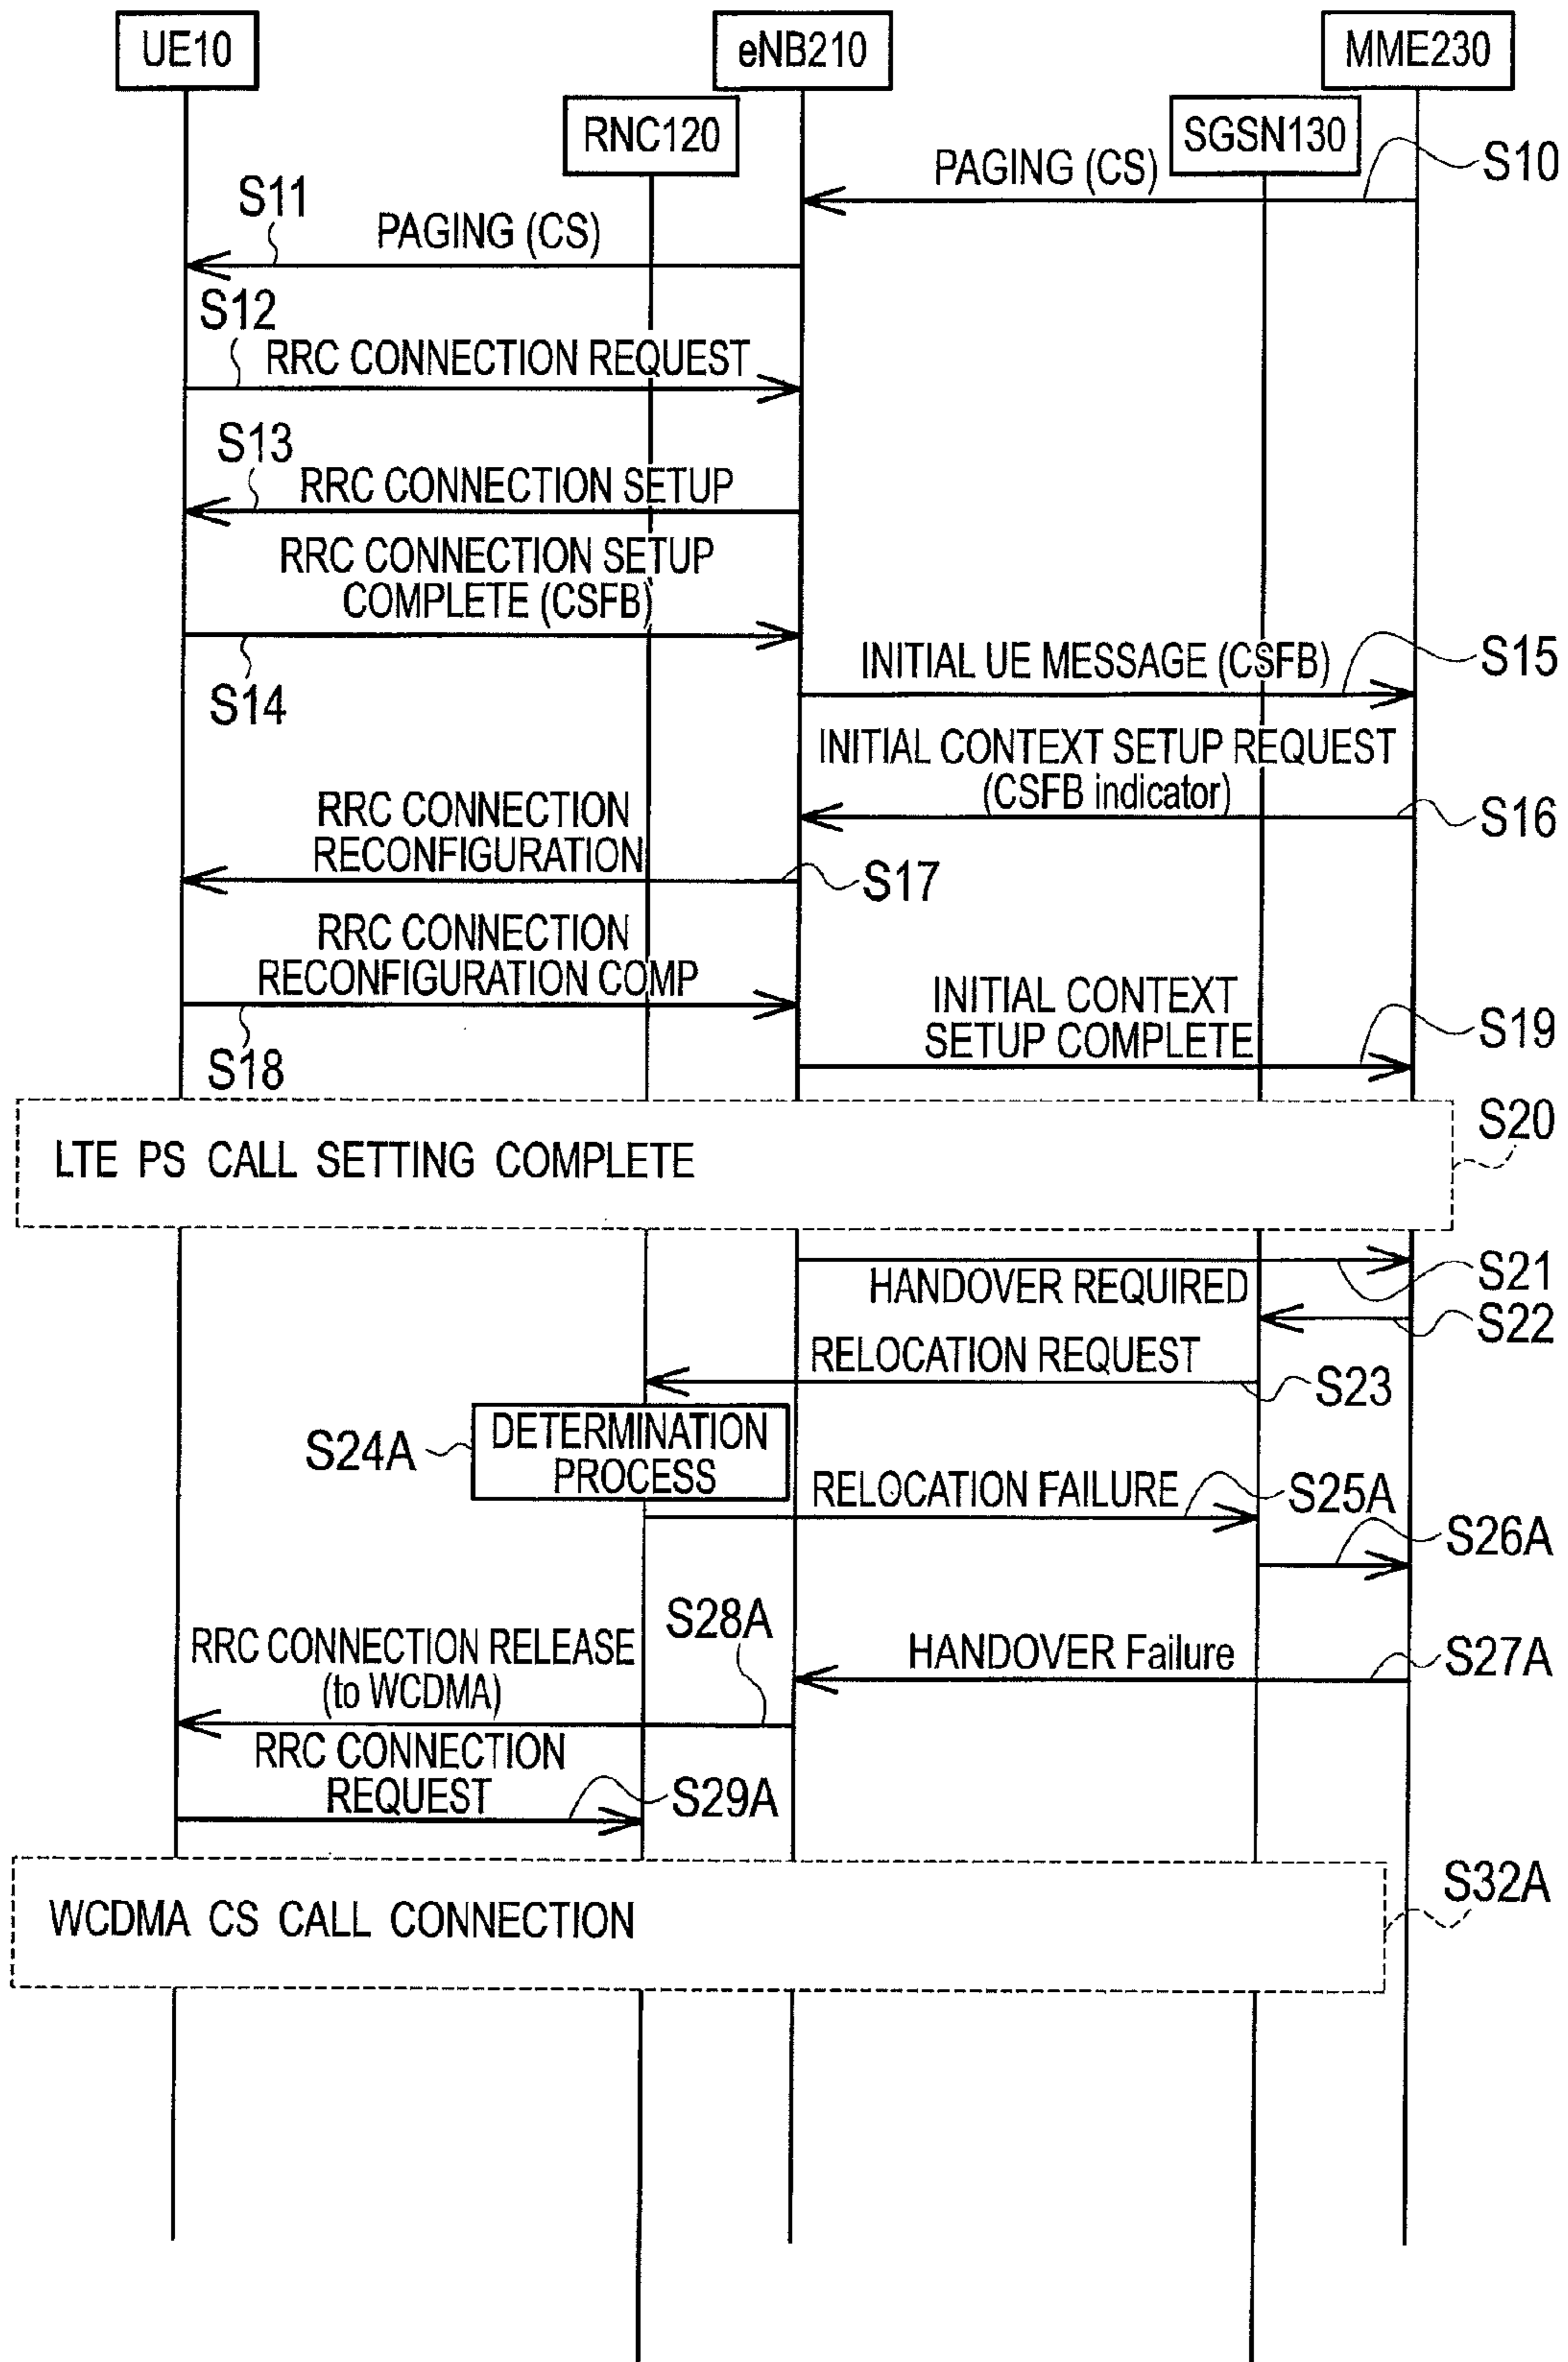 UE10
eNB210
MME230
RNC120
SGSN130
PAGING (CS)
S10
S11
PAGING (CS)
S12
RRC CONNECTION REQUEST
S13
RRC CONNECTION SETUP
RRC CONNECTION SETUP
COMPLETE (CSFB)
S14
INITIAL UE MESSAGE (CSFB)
S15
INITIAL CONTEXT SETUP REQUEST
(CSFB indicator)
S16
RRC CONNECTION
RECONFIGURATION
S17
RRC CONNECTION
RECONFIGURATION COMP
S18
INITIAL CONTEXT
SETUP COMPLETE
S19
LTE PS CALL SETTING COMPLETE
S20
HANDOVER REQUIRED
S21
S22
RELOCATION REQUEST
S23
S24A
DETERMINATION
PROCESS
RELOCATION FAILURE
S25A
S26A
HANDOVER Failure
S27A
S28A
RRC CONNECTION RELEASE
(to WCDMA)
RRC CONNECTION
REQUEST
S29A
WCDMA CS CALL CONNECTION
S32A